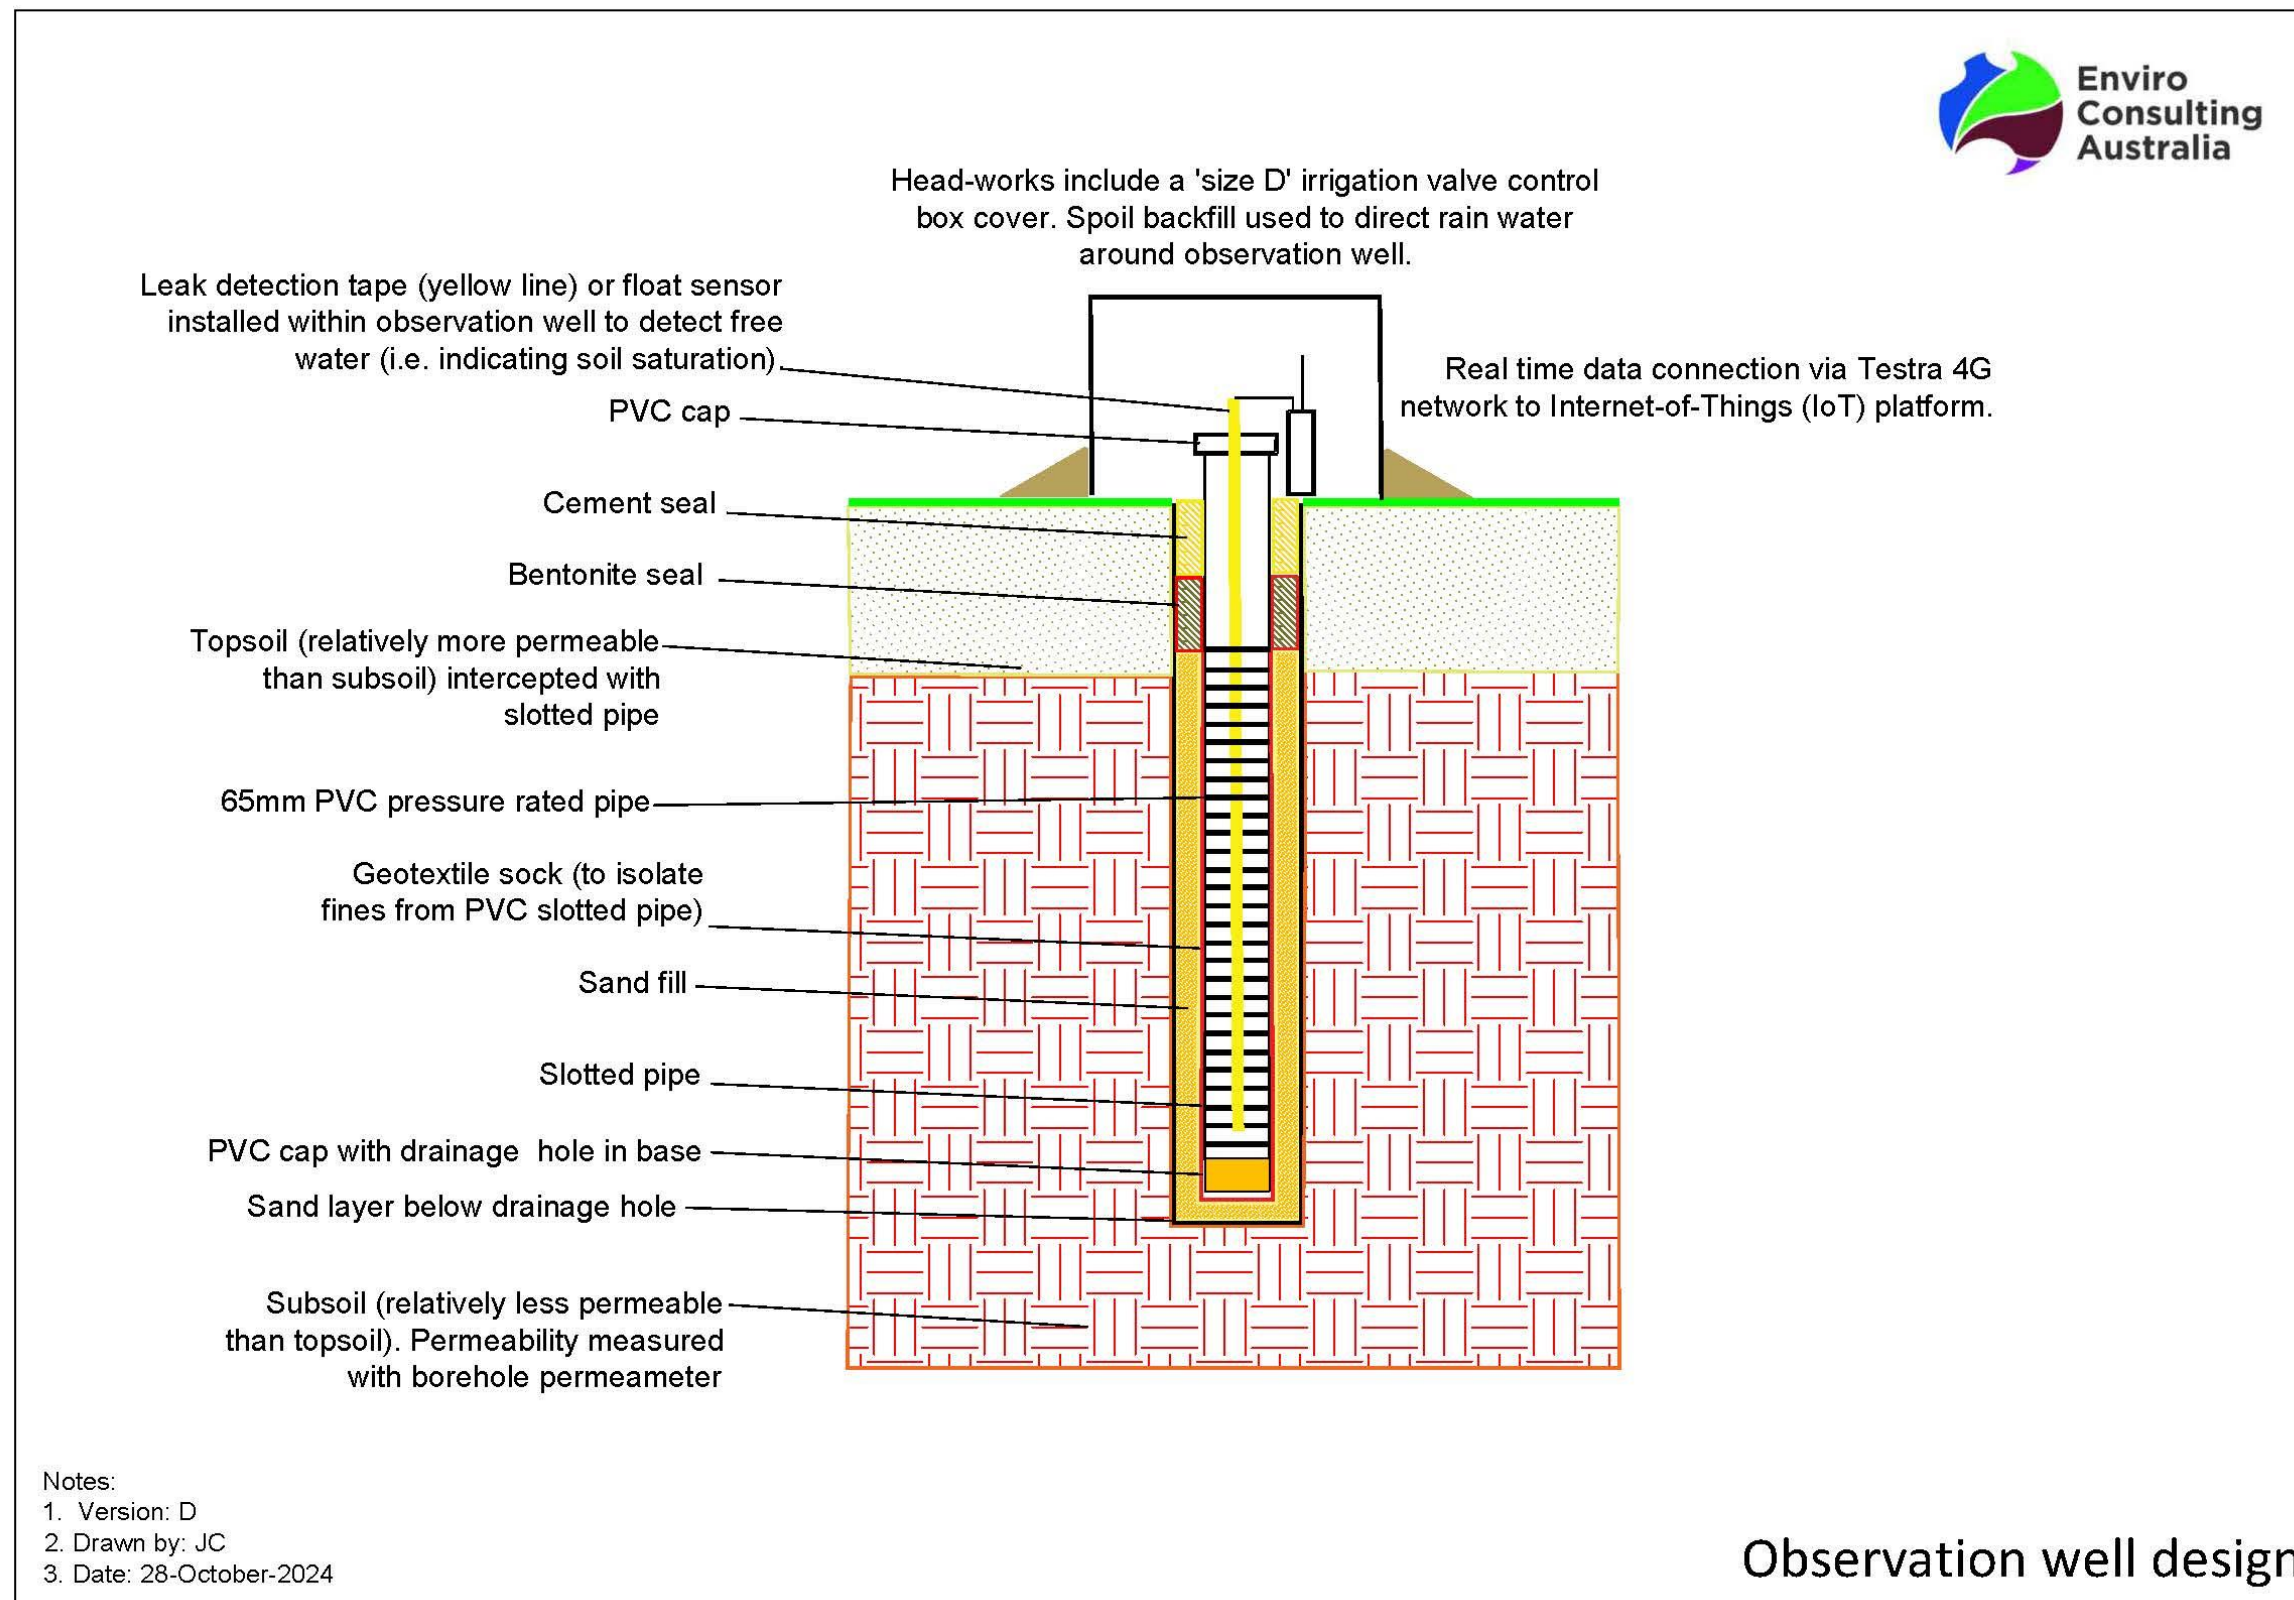 Enviro
Consulting
Australia
Head-works include a 'size D' irrigation valve control
box cover. Spoil backfill used to direct rain water
around observation well.
Leak detection tape (yellow line) or float sensor
installed within observation well to detect free
water (i.e. indicating soil saturation)
Real time data connection via Testra 4G
network to Internet-of-Things (IoT) platform.
PVC cap
Cement seal
Bentonite seal
Topsoil (relatively more permeable
than subsoil) intercepted with
slotted pipe
65mm PVC pressure rated pipe
Geotextile sock (to isolate
fines from PVC slotted pipe)
Sand fill
Slotted pipe
PVC cap with drainage  hole in base
Sand layer below drainage hole
Subsoil (relatively less permeable
than topsoil). Permeability measured
with borehole permeameter
Notes:
1.  Version: D
2. Drawn by: JC
3. Date: 28-October-2024
Observation well design